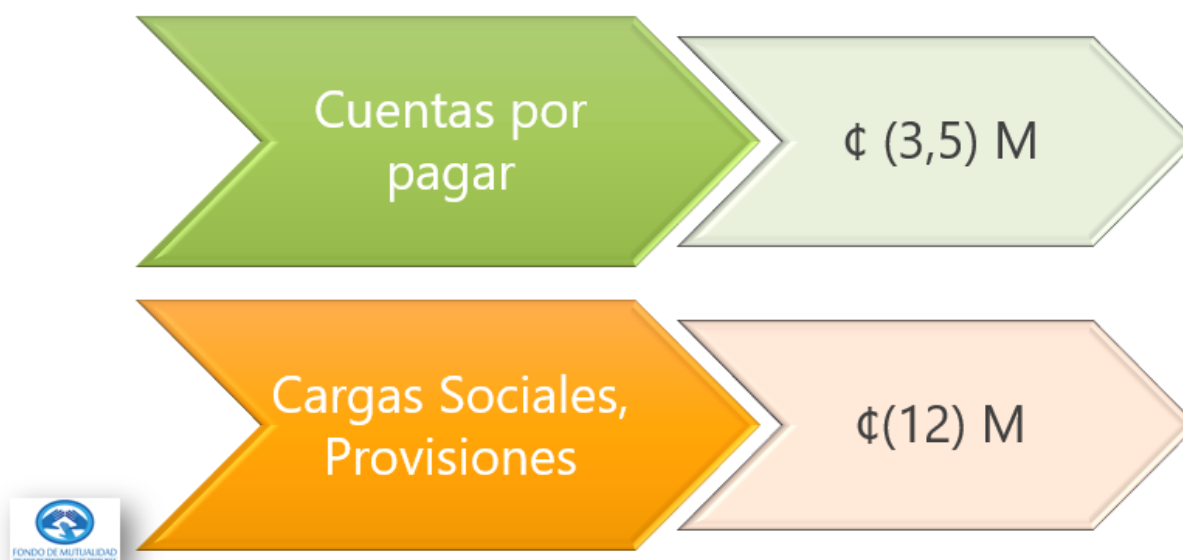 Cuentas por
pagar
¢ (3,5) M
Cargas Sociales,
Provisiones
¢(12) M
FONDO DE MUTUALIDAD